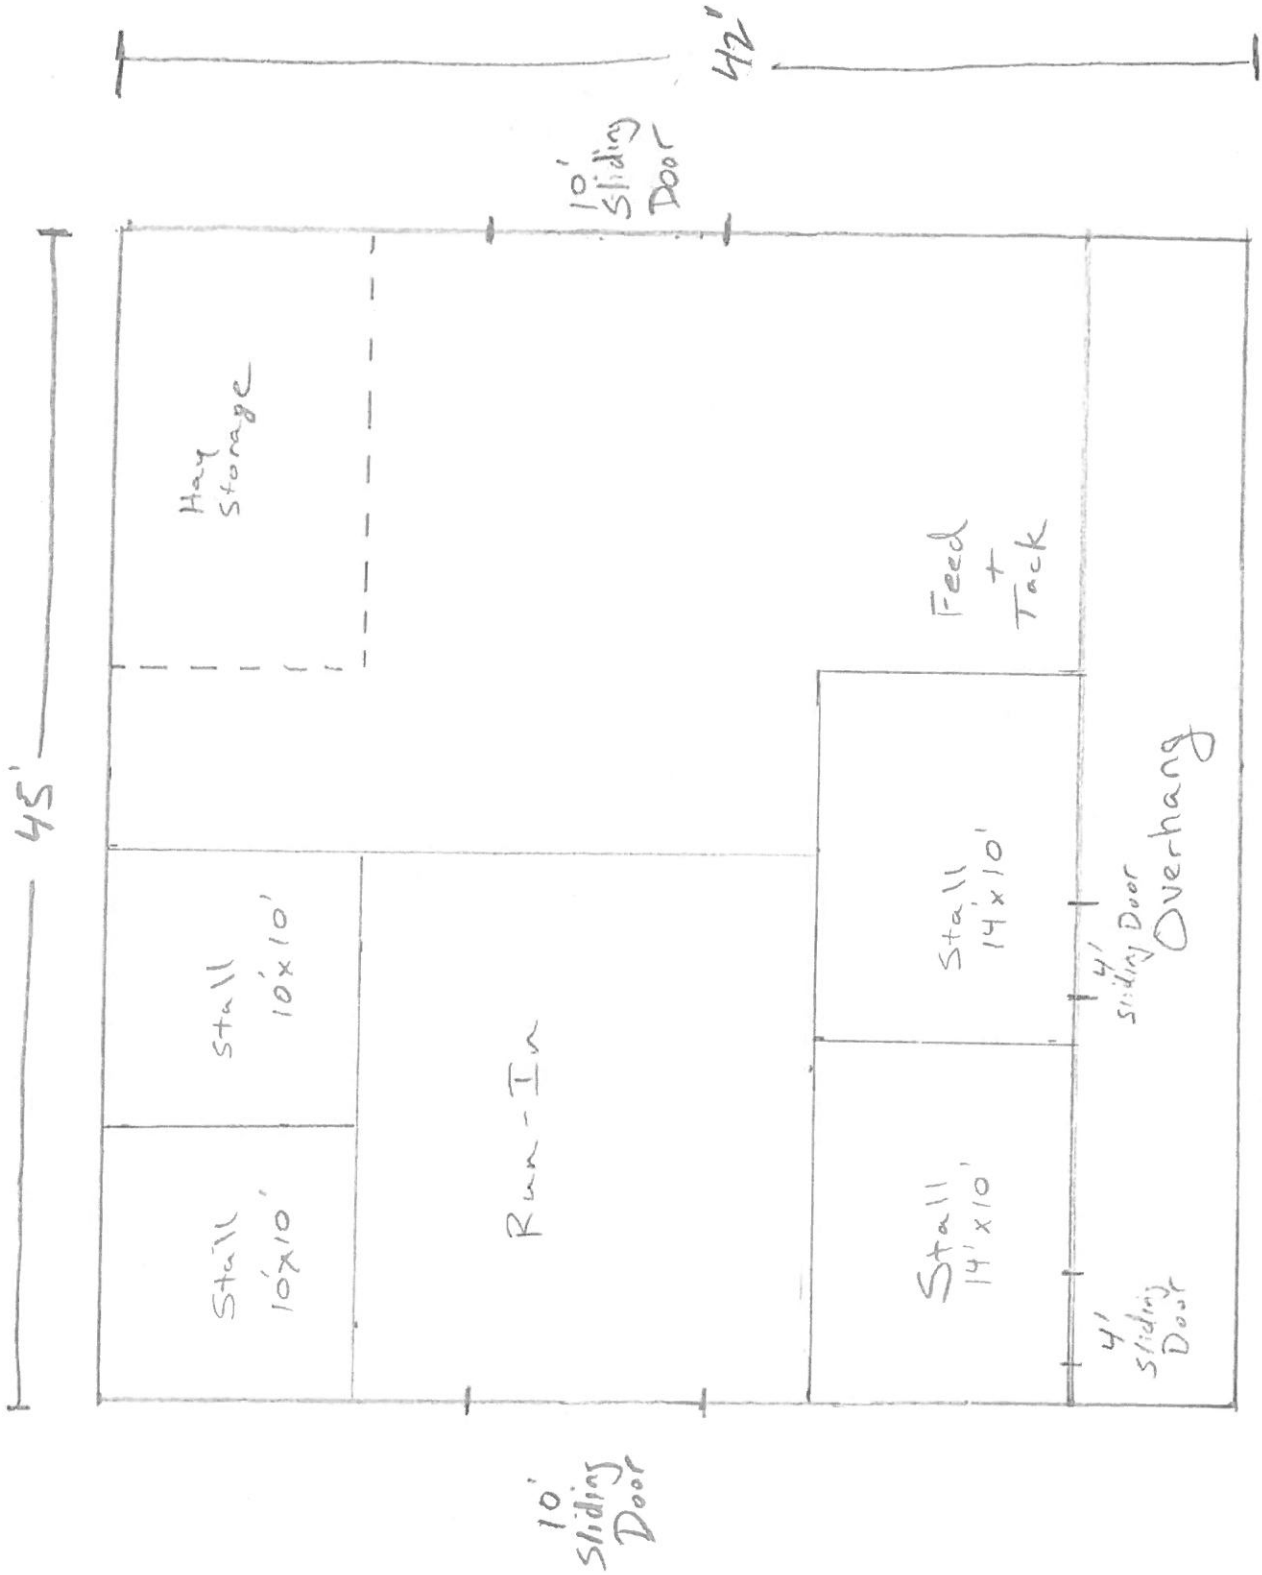 45'
42'
10'
Sliding
Door
Hay
Storage
Stall
10'x10'
Stall
10'x10'
Run-In
Feed
+
Tack
Stall
14'x10'
Stall
14'x10'
4'
Sliding Door
4'
Sliding
Door
Overhang
10'
Sliding
Door